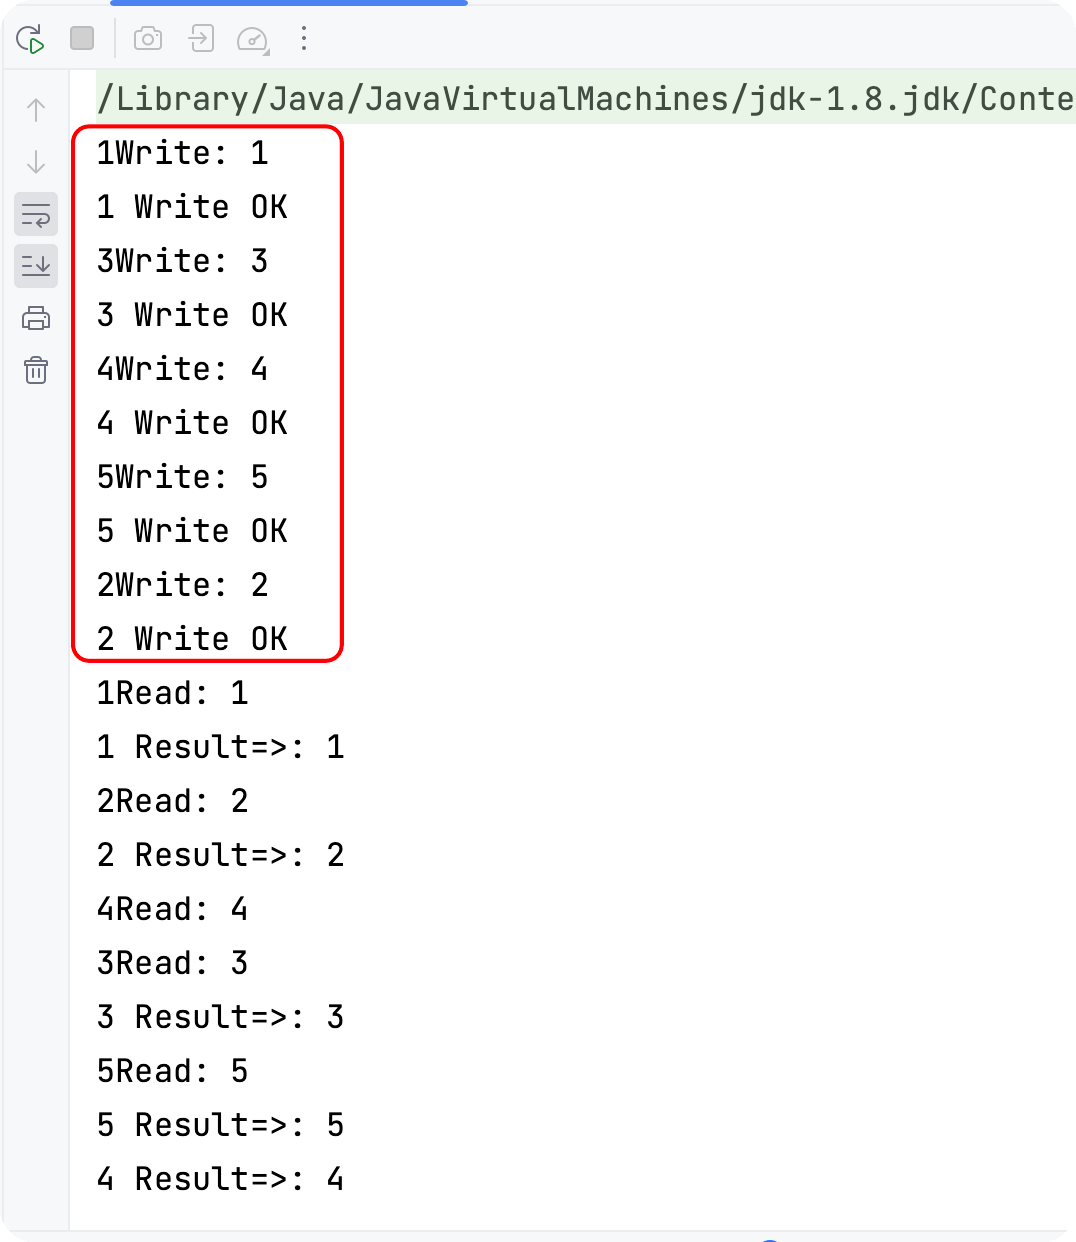 /Library/Java/JavaVirtualMachines/jdk-1.8.jdk/Conte
1Write: 1
1 Write OK
3Write: 3
3 Write OK
4Write: 4
4 Write OK
5Write: 5
5 Write OK
2Write: 2
2 Write OK
1Read: 1
1 Result=>: 1
2Read: 2
2 Result=>: 2
4Read: 4
3Read: 3
3 Result=>: 3
5Read: 5
5 Result=>: 5
4 Result=>: 4